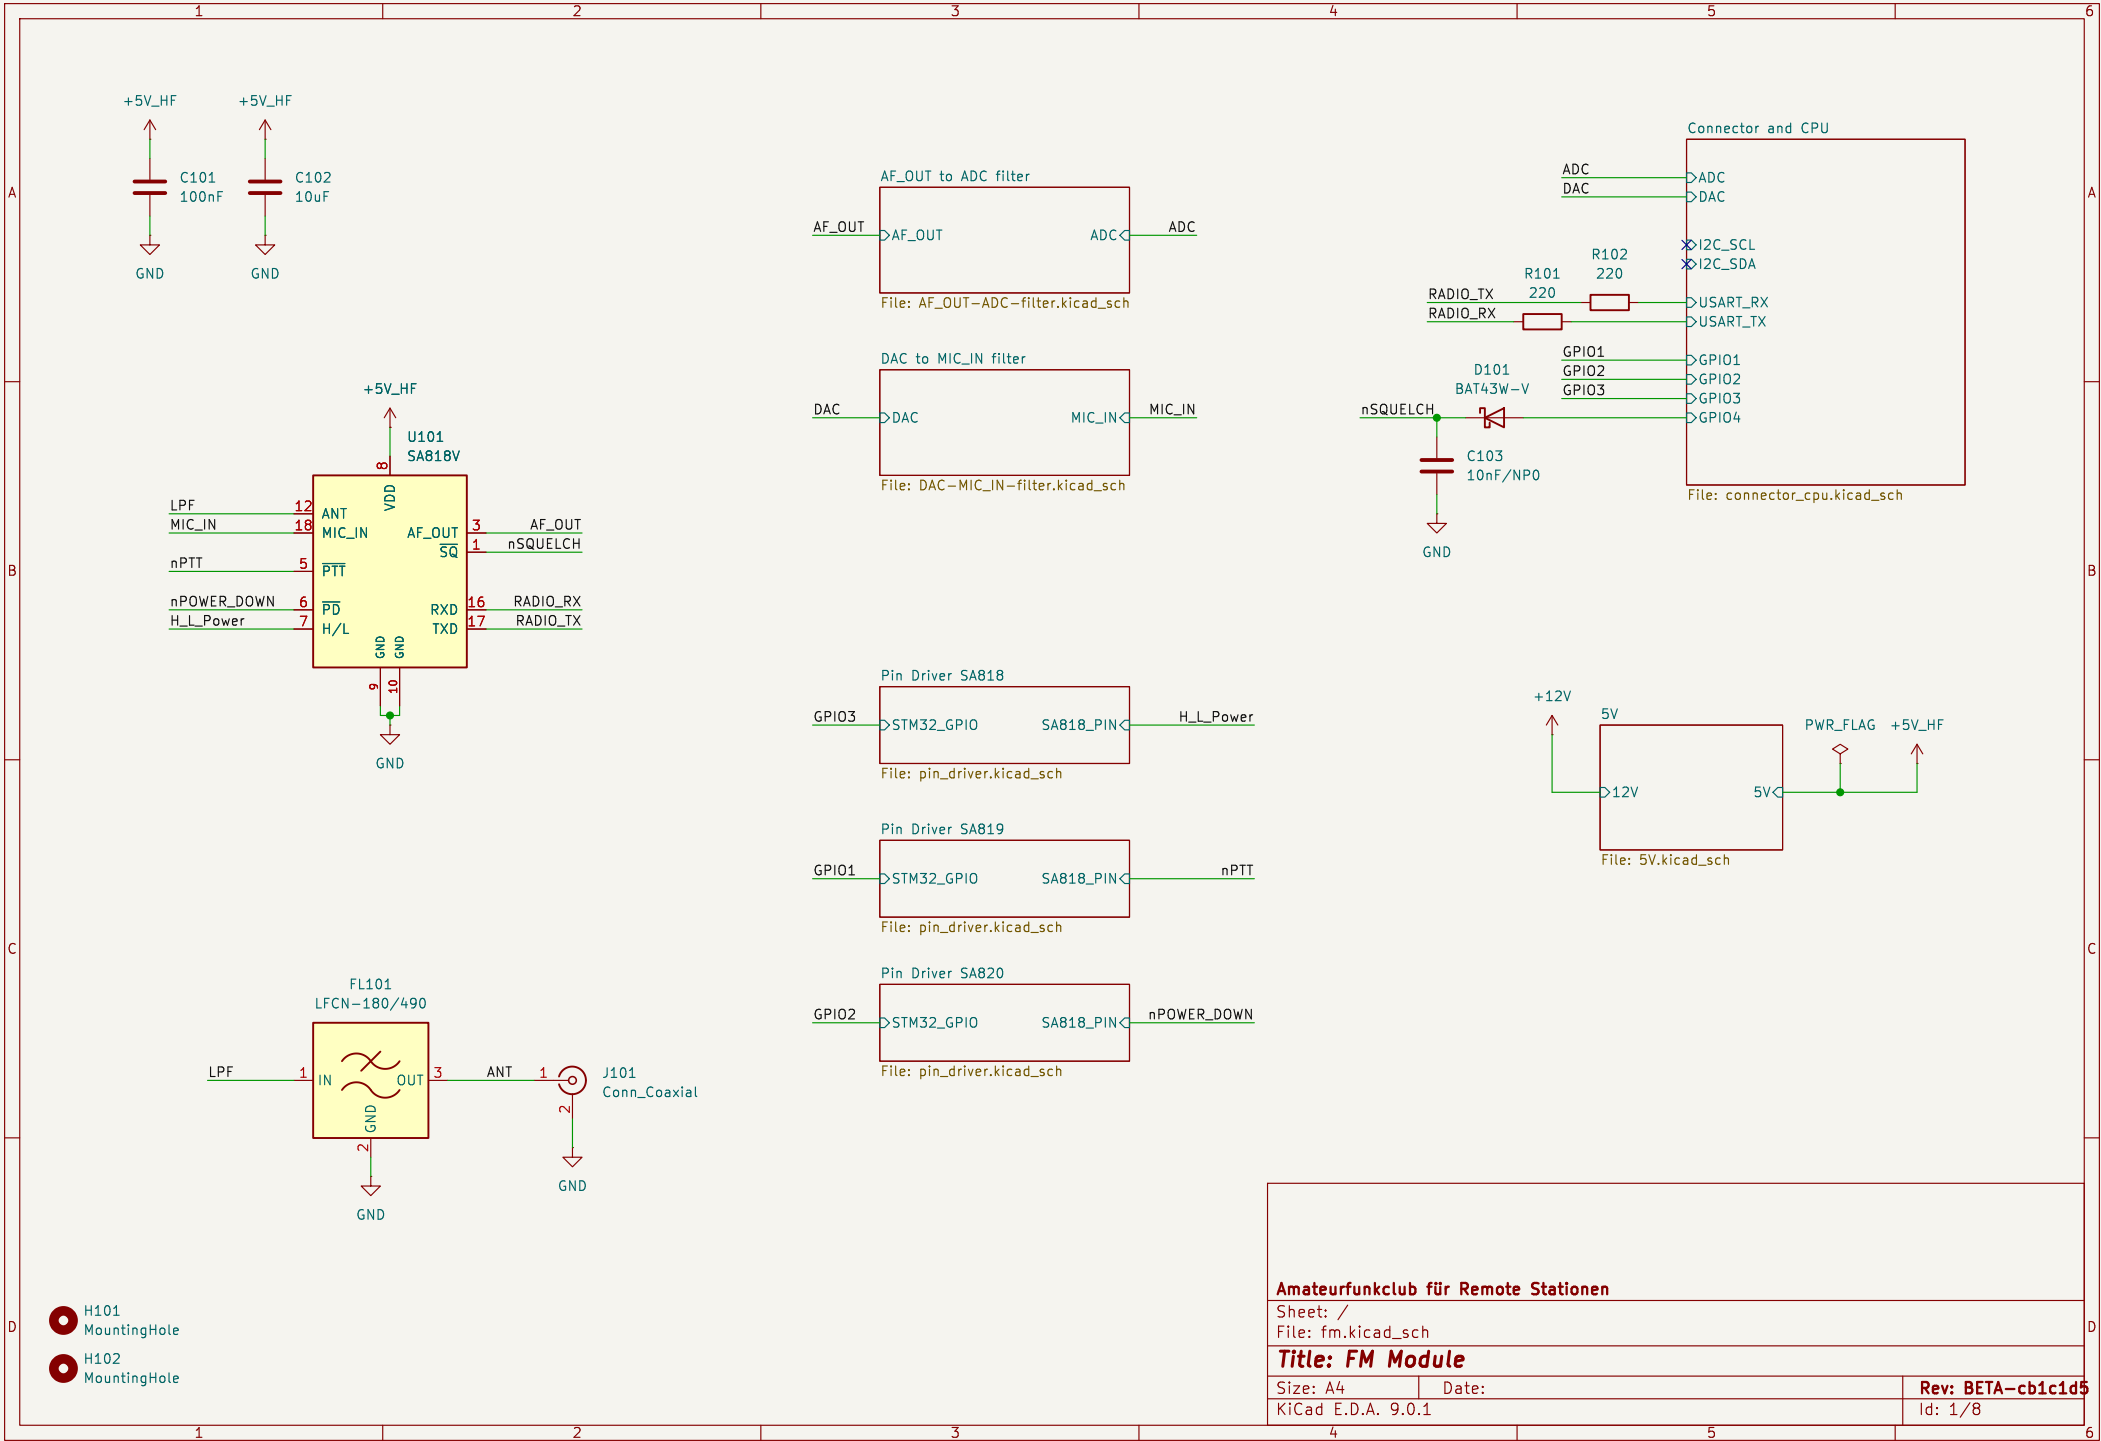 1 2 3 4 5 6
A
B
C
D
+5V_HF
C101
100nF
GND
+5V_HF
C102
10uF
GND
+5V_HF
U101
SA818V
8
VDD
LPF
12
ANT
MIC_IN
18
MIC_IN
nPTT
5
PTT
nPOWER_DOWN
6
PD
H_L_Power
7
H/L
AF_OUT
3
AF_OUT
SQ
1
nSQUELCH
RXD
16
RADIO_RX
TXD
17
RADIO_TX
GND
GND
9
10
GND
FL101
LFCN-180/490
LPF
1
IN
OUT
3
ANT
GND
2
GND
1
J101
Conn_Coaxial
2
GND
H101
MountingHole
H102
MountingHole
AF_OUT to ADC filter
AF_OUT
AF_OUT
ADC
ADC
File: AF_OUT-ADC-filter.kicad_sch
DAC to MIC_IN filter
DAC
DAC
MIC_IN
MIC_IN
File: DAC-MIC_IN-filter.kicad_sch
Pin Driver SA818
GPIO3
STM32_GPIO
SA818_PIN
H_L_Power
File: pin_driver.kicad_sch
Pin Driver SA819
GPIO1
STM32_GPIO
SA818_PIN
nPTT
File: pin_driver.kicad_sch
Pin Driver SA820
GPIO2
STM32_GPIO
SA818_PIN
nPOWER_DOWN
File: pin_driver.kicad_sch
Connector and CPU
ADC
ADC
DAC
DAC
I2C_SCL
I2C_SDA
R102
220
R101
220
RADIO_TX
USART_RX
RADIO_RX
USART_TX
GPIO1
GPIO1
GPIO2
GPIO2
GPIO3
GPIO3
D101
BAT43W-V
nSQUELCH
GPIO4
C103
10nF/NP0
GND
File: connector_cpu.kicad_sch
+12V
5V
12V
5V
PWR_FLAG
+5V_HF
File: 5V.kicad_sch
A
B
C
D
Amateurfunkclub für Remote Stationen
Sheet: /
File: fm.kicad_sch
Title: FM Module
Size: A4
Date:
Rev: BETA-cb1c1d5
KiCad E.D.A. 9.0.1
Id: 1/8
1 2 3 4 5 6